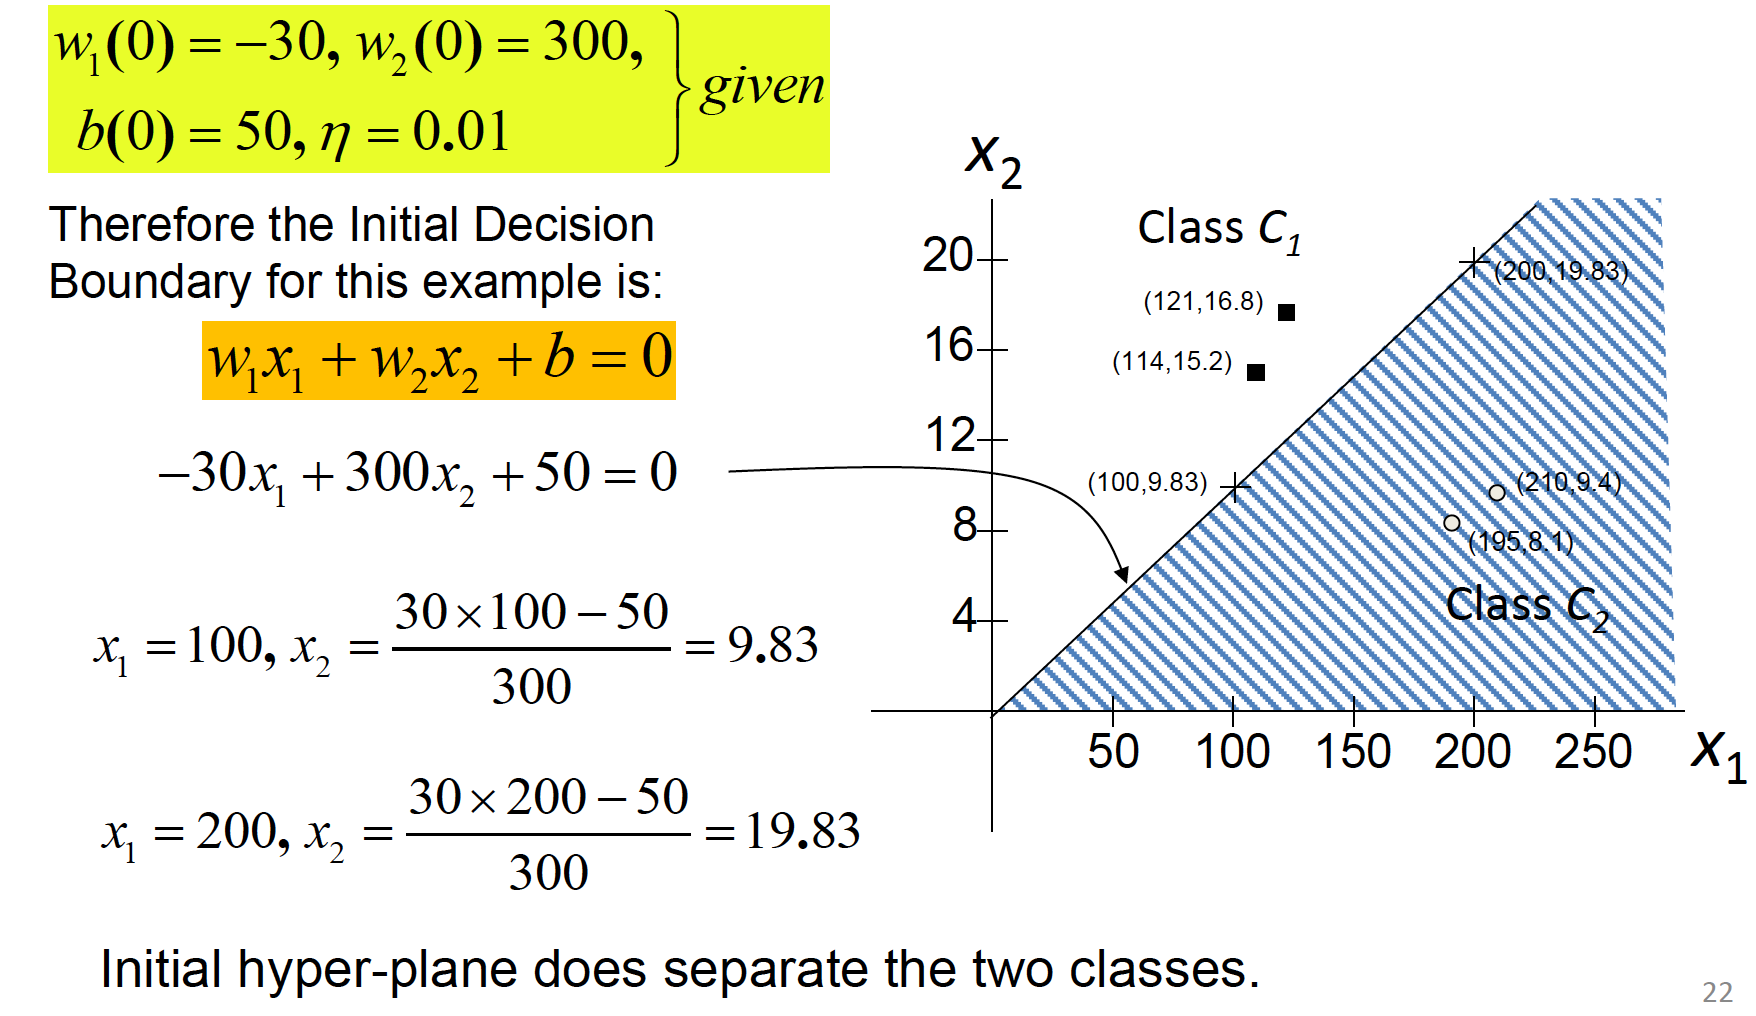 w₁(0) = −30, w₂(0) = 300,
b(0) = 50, η = 0.01
given
Therefore the Initial Decision
Boundary for this example is:
w₁x₁ + w₂x₂ + b = 0
−30x₁ + 300x₂ + 50 = 0
x₁ = 100, x₂ = (30×100 − 50)/300 = 9.83
x₁ = 200, x₂ = (30×200 − 50)/300 = 19.83
x₂
Class C₁
20
(200,19.83)
(121,16.8)
16
(114,15.2)
12
(100,9.83)
(210,9.4)
8
(195,8.1)
Class C₂
4
50 100 150 200 250 x₁
Initial hyper-plane does separate the two classes.
22